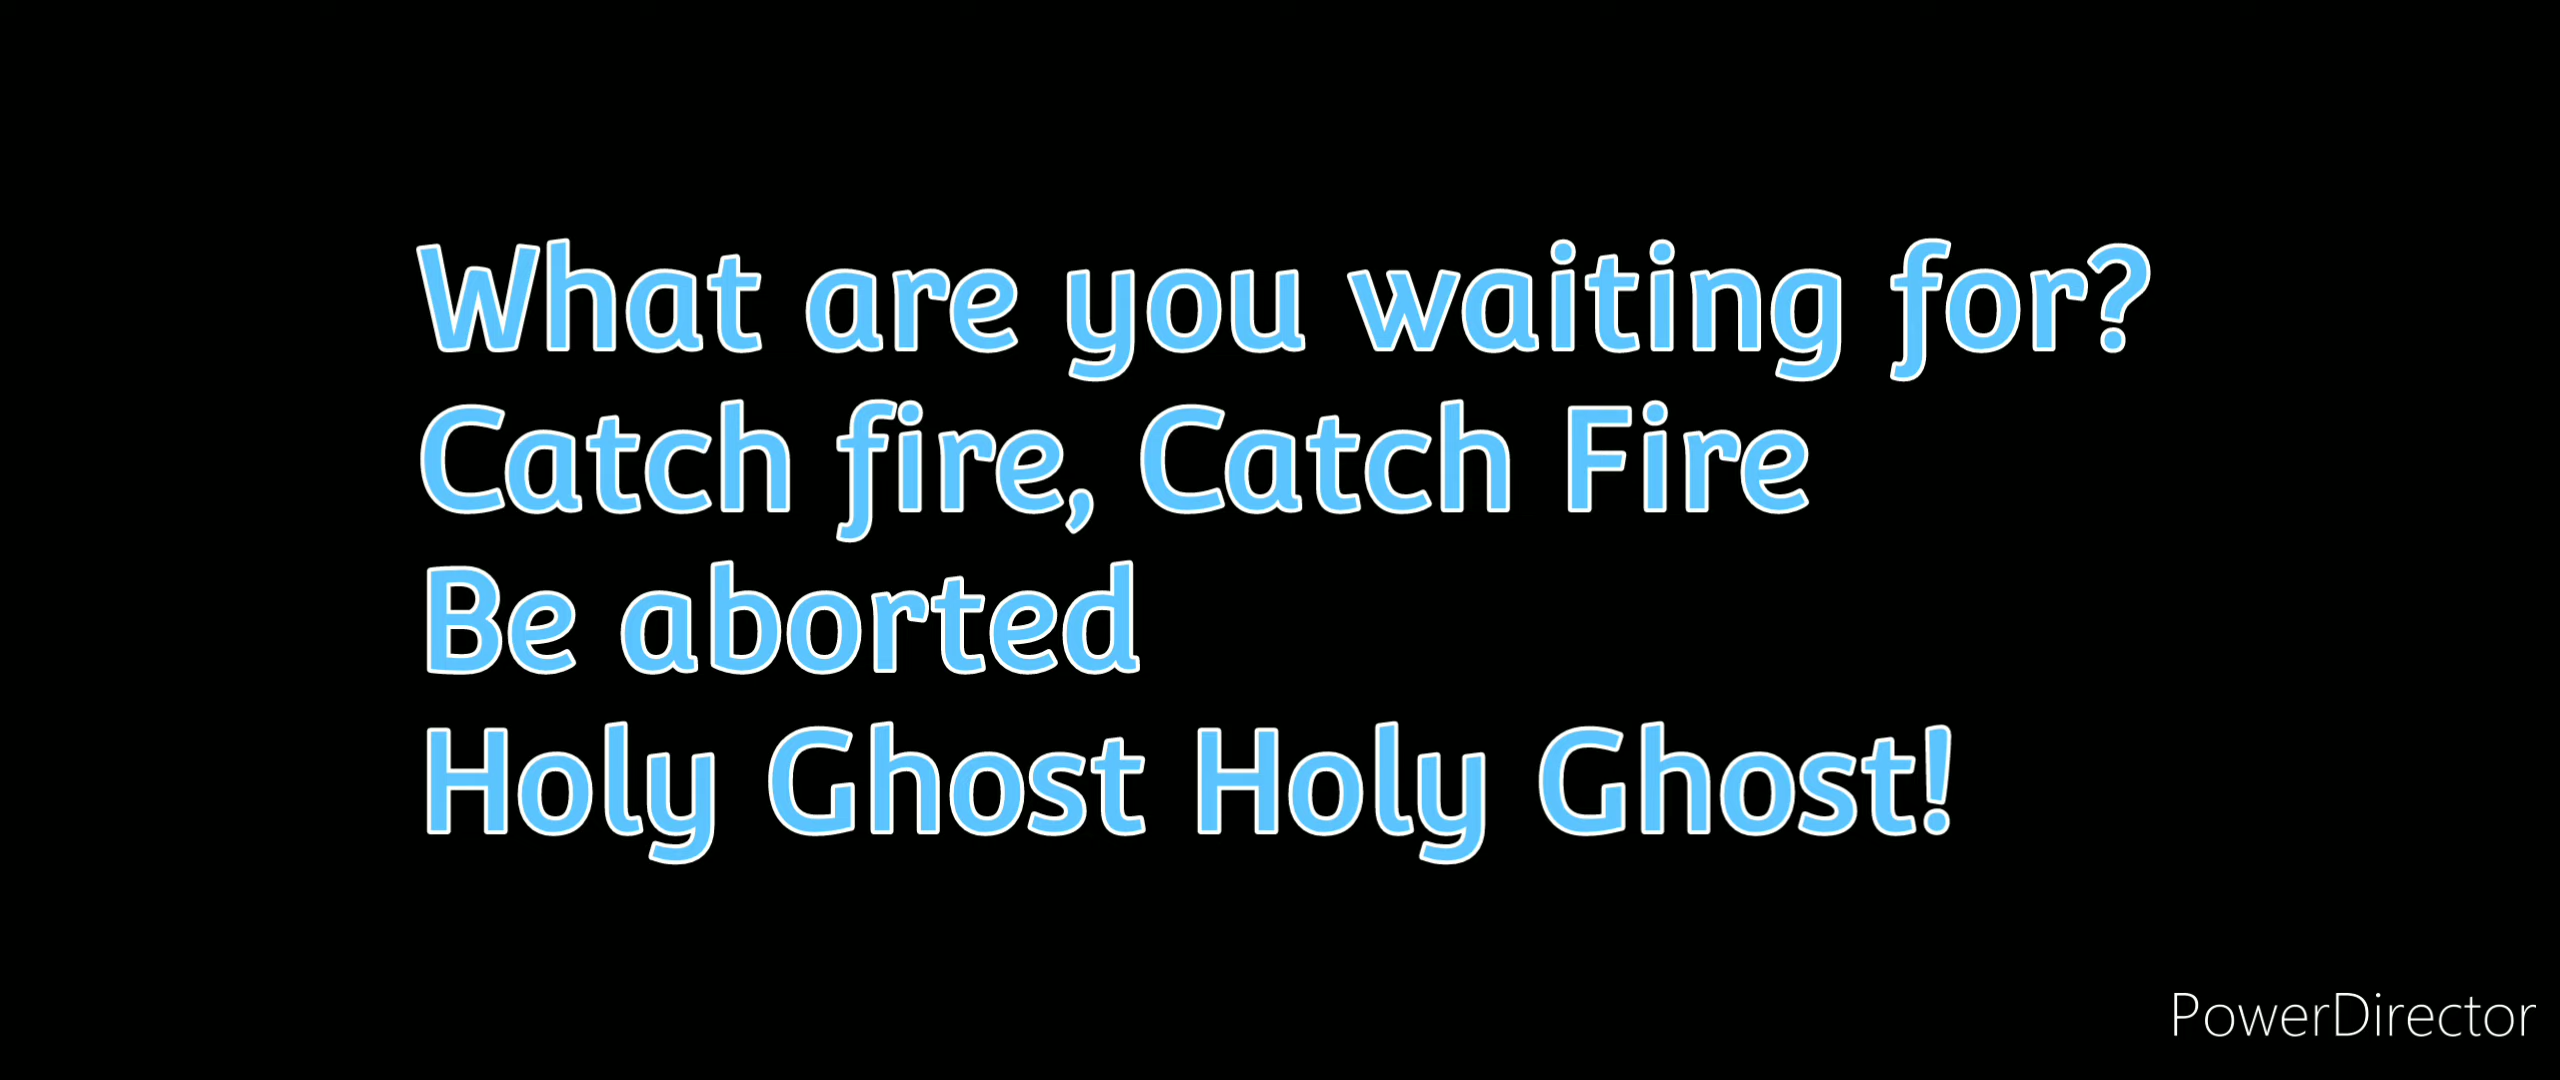 What are you waiting for?
Catch fire, Catch Fire
Be aborted
Holy Ghost Holy Ghost!
PowerDirector